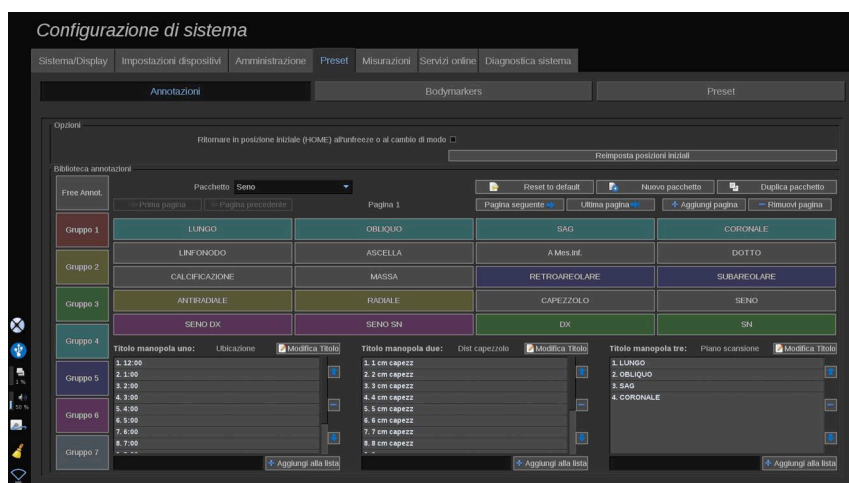 Configurazione di sistema
Sistema/Display Impostazioni dispositivi Amministrazione Preset Misurazioni Servizi online Diagnostica sistema
Annotazioni Bodymarkers Preset
Opzioni
Ritornare in posizione iniziale (HOME) all'unfreeze o al cambio di modo
Reimposta posizioni iniziali
Biblioteca annotazioni
Free Annot. Pacchetto Seno Reset to default Nuovo pacchetto Duplica pacchetto
Prima pagina Pagina precedente Pagina 1 Pagina seguente Ultima pagina Aggiungi pagina Rimuovi pagina
Gruppo 1 LUNGO OBLIQUO SAG CORONALE
LINFONODO ASCELLA A Mes.Inf. DOTTO
Gruppo 2 CALCIFICAZIONE MASSA RETROAREOLARE SUBAREOLARE
Gruppo 3 ANTIRADIALE RADIALE CAPEZZOLO SENO
SENO DX SENO SN DX SN
Gruppo 4 Titolo manopola uno: Ubicazione Modifica Titolo Titolo manopola due: Dist capezzolo Modifica Titolo Titolo manopola tre: Piano scansione Modifica Titolo
1. 12:00 1. 1 cm capezz 1. LUNGO
2. 1:00 2. 2 cm capezz 2. OBLIQUO
Gruppo 5 3. 2:00 3. 3 cm capezz 3. SAG
4. 3:00 4. 4 cm capezz 4. CORONALE
5. 4:00 5. 5 cm capezz
Gruppo 6 6. 5:00 6. 6 cm capezz
7. 6:00 7. 7 cm capezz
8. 7:00 8. 8 cm capezz
Gruppo 7 Aggiungi alla lista Aggiungi alla lista Aggiungi alla lista
1 %
50 %